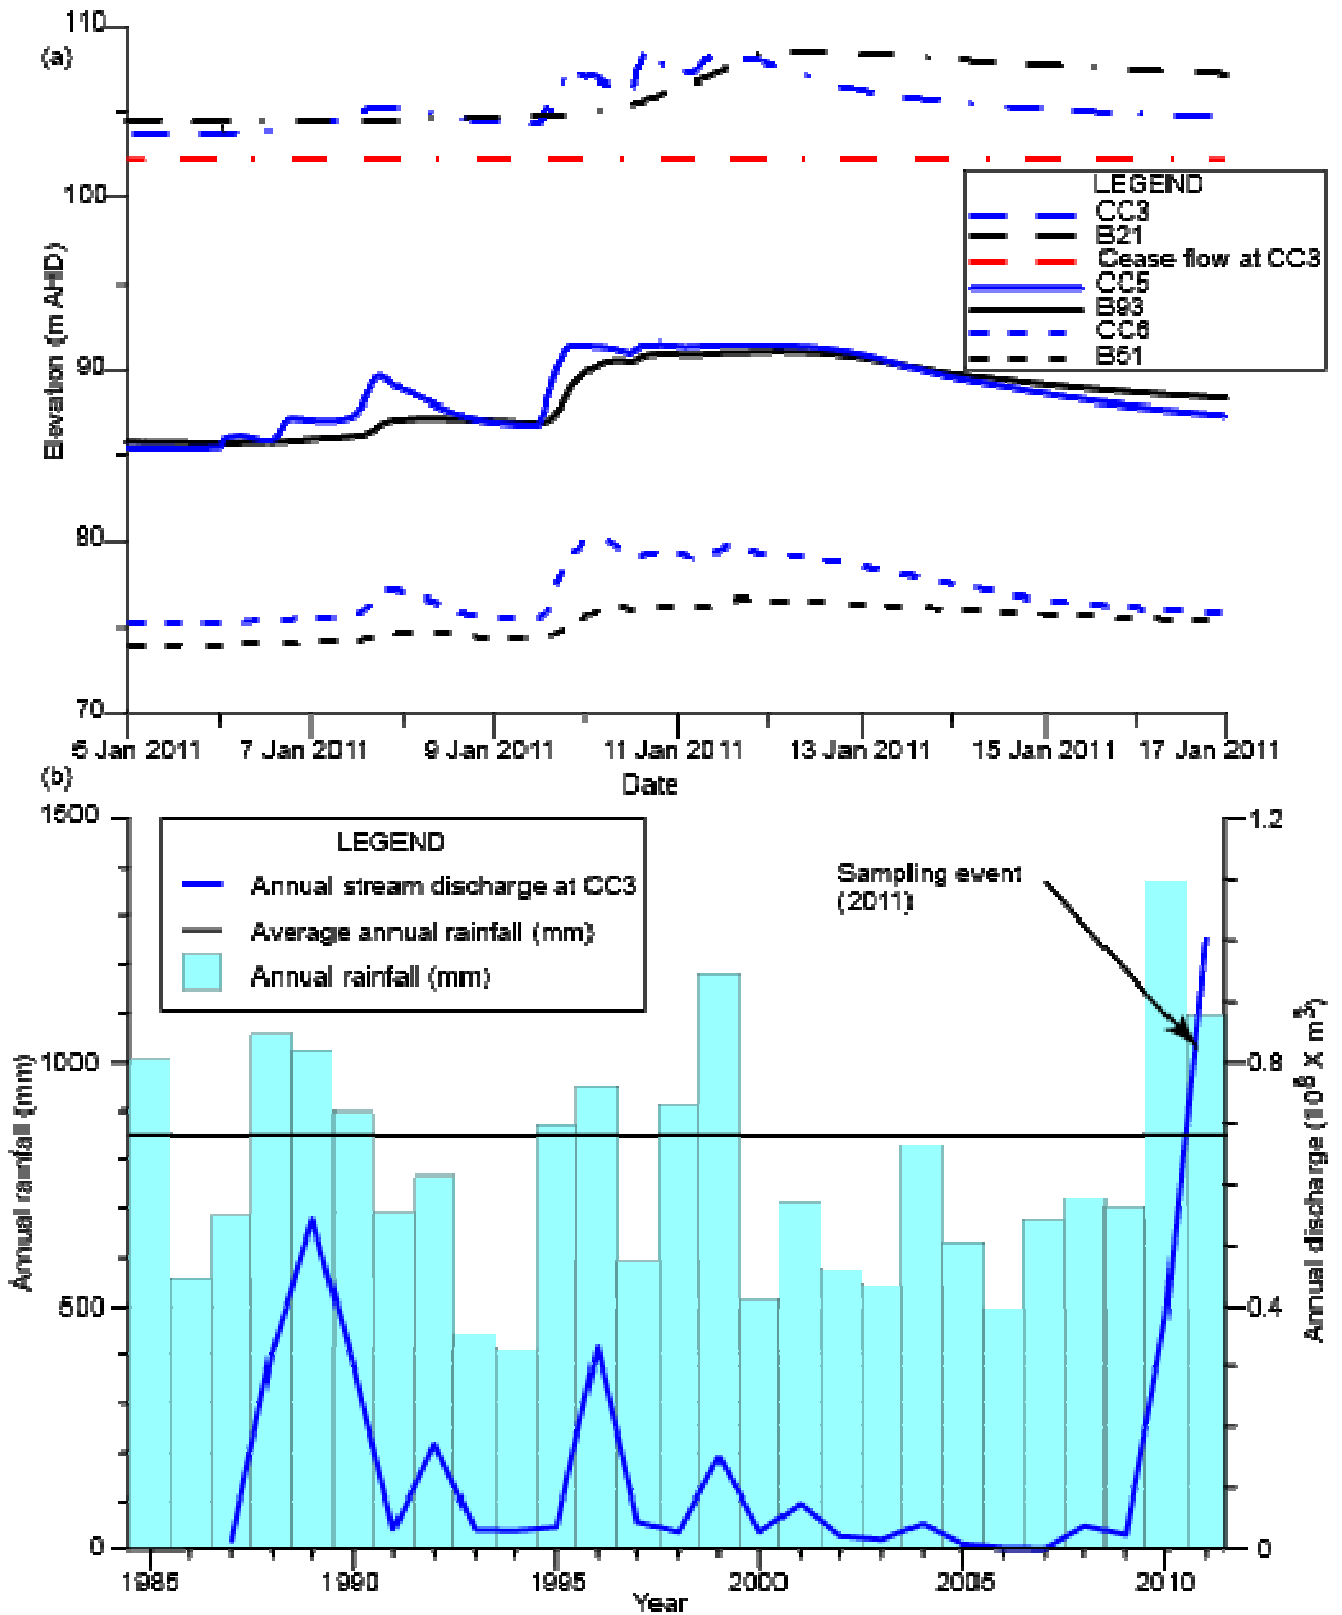 110
(a)
100
90
80
70
Elevation (m AHD)
LEGEND
CC3
B21
Cease flow at CC3
CC5
B93
CC6
B51
5 Jan 2011 7 Jan 2011 9 Jan 2011 11 Jan 2011 13 Jan 2011 15 Jan 2011 17 Jan 2011
Date
(b)
1500
1000
500
0
Annual rainfall (mm)
LEGEND
Annual stream discharge at CC3
Average annual rainfall (mm)
Annual rainfall (mm)
Sampling event
(2011)
1.2
0.8
0.4
0
Annual discharge (10⁸ X m³)
1985 1990 1995 2000 2005 2010
Year